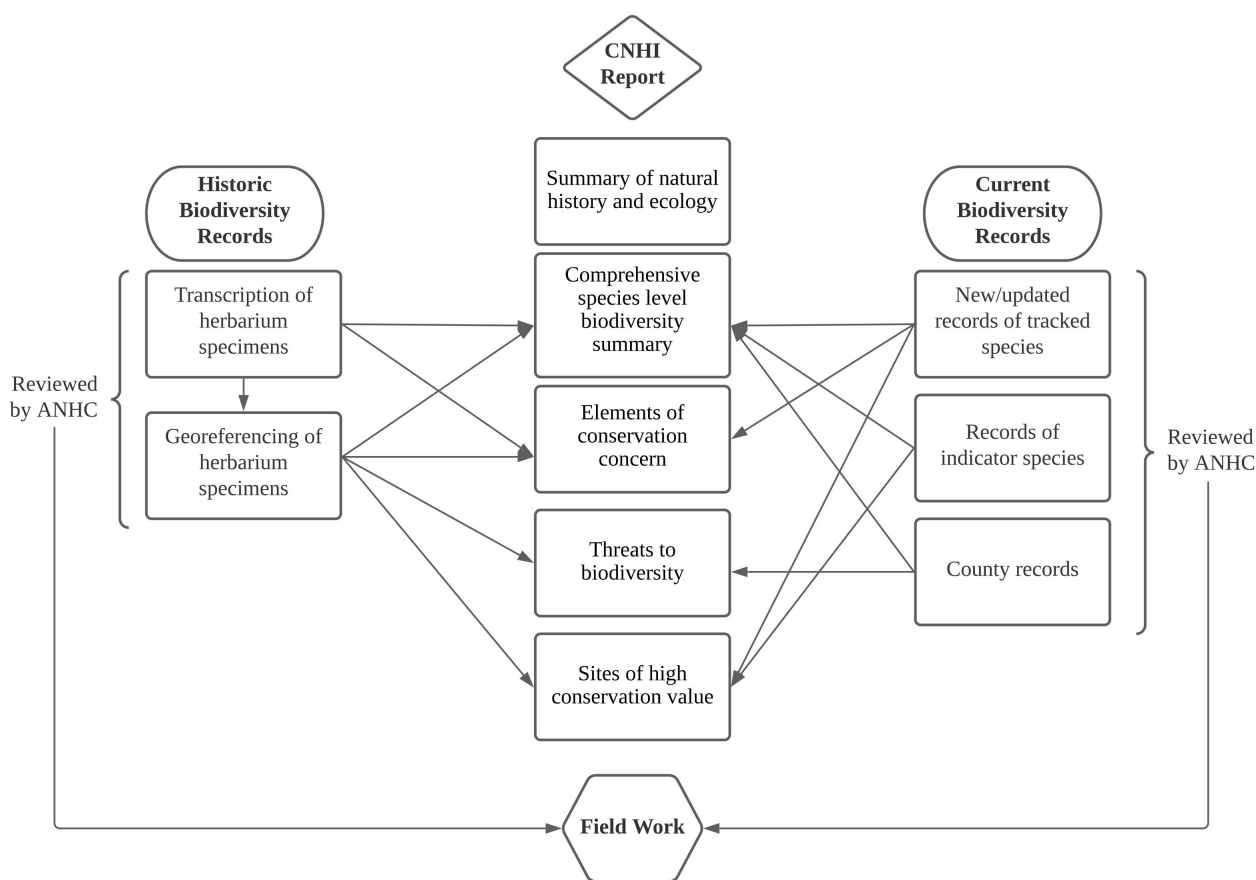 CNHI
Report
Summary of natural
history and ecology
Historic
Biodiversity
Records
Current
Biodiversity
Records
Transcription of
herbarium
specimens
Comprehensive
species level
biodiversity
summary
New/updated
records of tracked
species
Reviewed
by ANHC
Georeferencing of
herbarium
specimens
Elements of
conservation
concern
Records of
indicator species
Reviewed
by ANHC
Threats to
biodiversity
County records
Sites of high
conservation value
Field Work